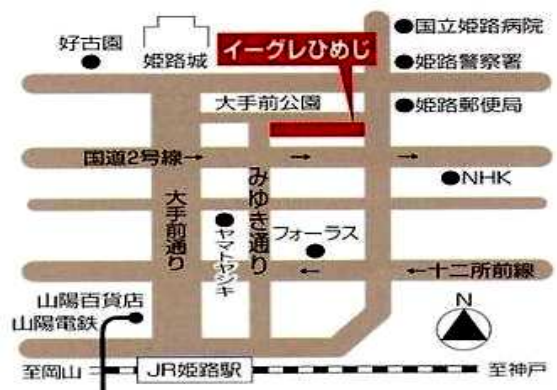 国立姫路病院
好古園
姫路城
イーグレひめじ
姫路警察署
大手前公園
姫路郵便局
国道2号線→
→
→
NHK
大手前通り
みゆき通り
ヤマトヤシキ
フォーラス
←
←十二所前線
山陽百貨店
山陽電鉄
N
至岡山
JR姫路駅
至神戸